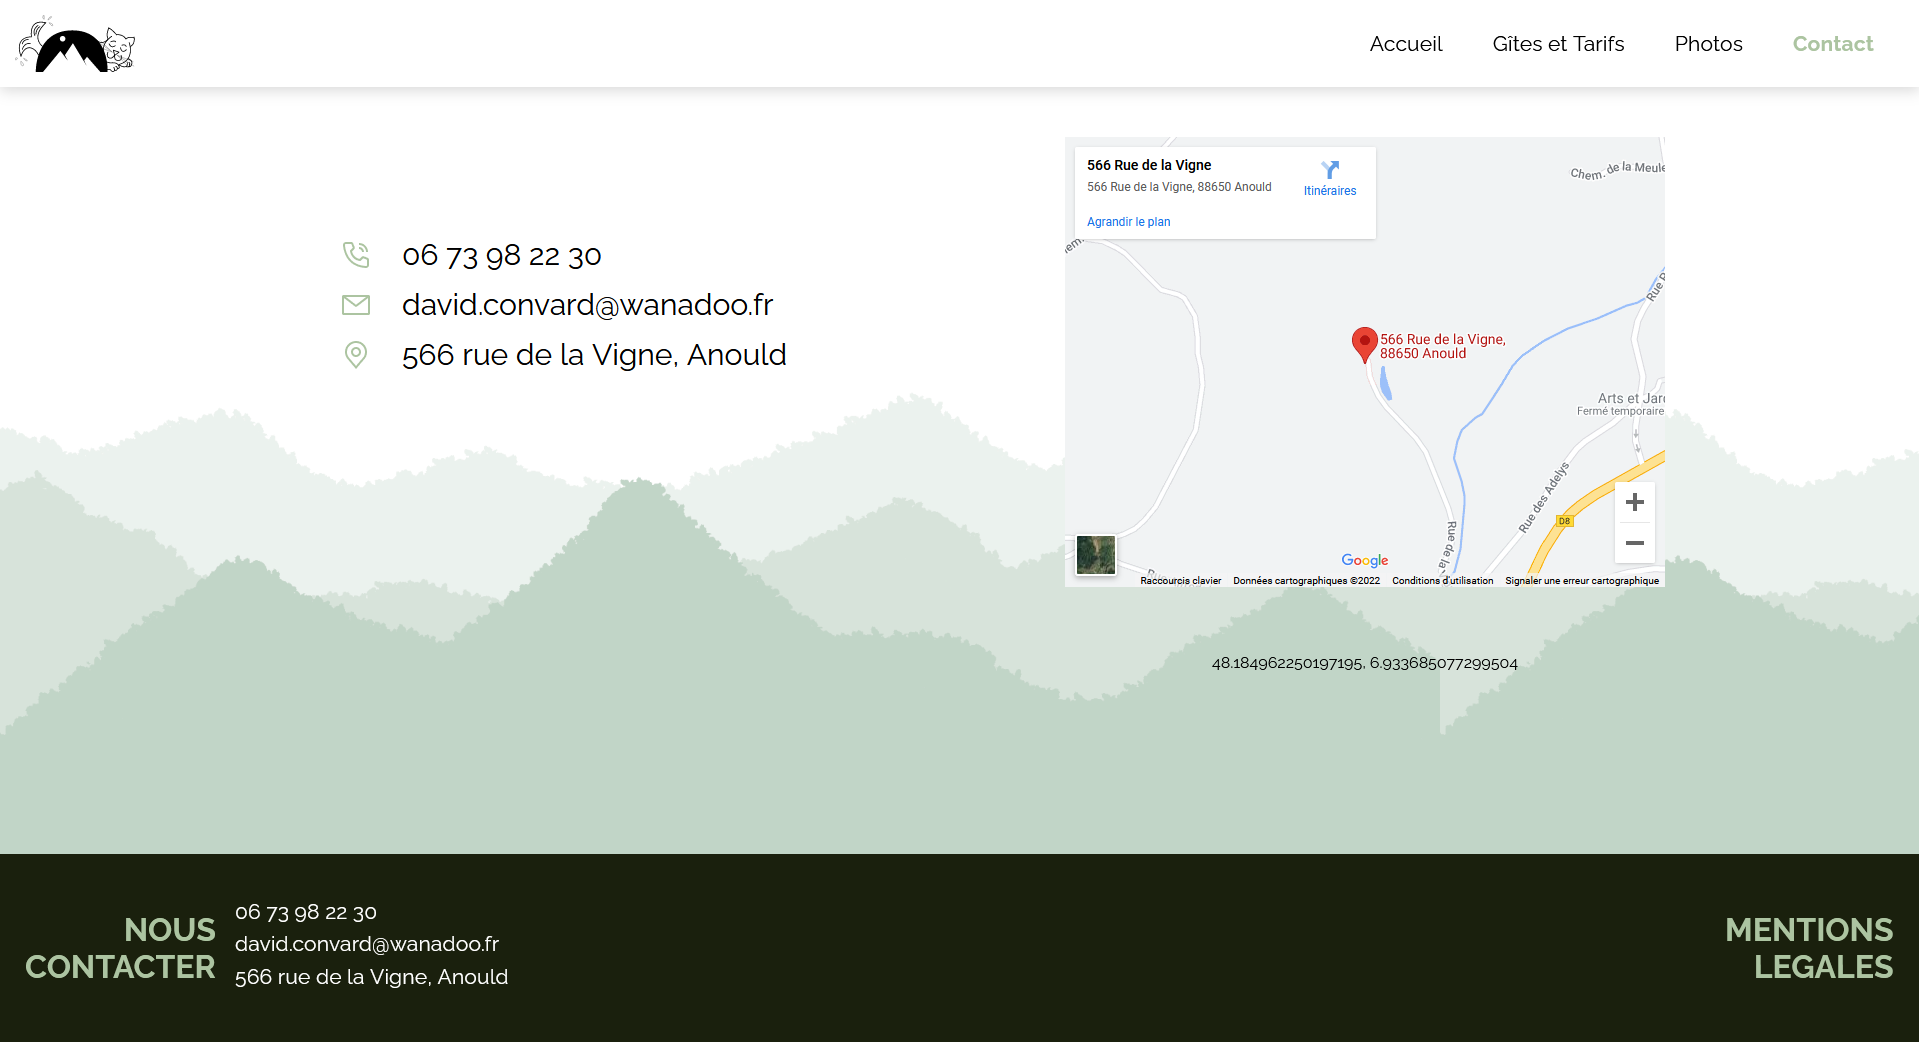 Accueil
Gîtes et Tarifs
Photos
Contact
06 73 98 22 30
david.convard@wanadoo.fr
566 rue de la Vigne, Anould
566 Rue de la Vigne
566 Rue de la Vigne, 88650 Anould
Itinéraires
Agrandir le plan
Chem. de la Meule
hem.
Rue P
566 Rue de la Vigne,
88650 Anould
Arts et Jard
Fermé temporaire
Rue des Adelys
D8
Rue de la
Google
Raccourcis clavier
Données cartographiques ©2022
Conditions d'utilisation
Signaler une erreur cartographique
48.184962250197195, 6.933685077299504
NOUS
CONTACTER
06 73 98 22 30
david.convard@wanadoo.fr
566 rue de la Vigne, Anould
MENTIONS
LEGALES